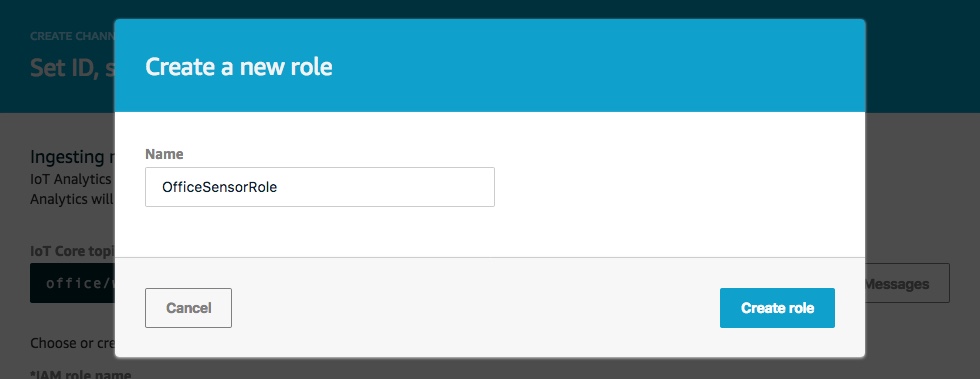 CREATE CHANN
Set ID, s
Create a new role
Ingesting
IoT Analytics
Analytics will
Name
OfficeSensorRole
IoT Core topi
office/
Messages
Cancel
Create role
Choose or cre
*IAM role name